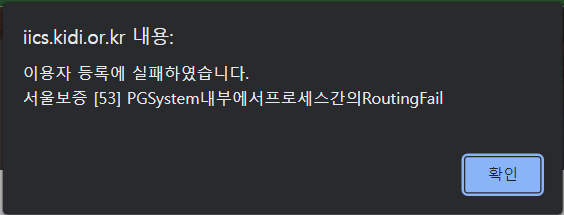 iics.kidi.or.kr 내용:
이용자 등록에 실패하였습니다.
서울보증 [53] PGSystem내부에서프로세스간의RoutingFail
확인